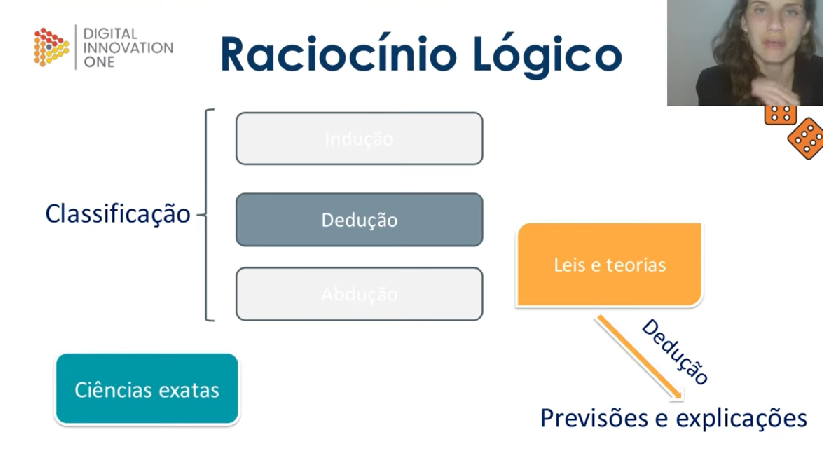 DIGITAL
INNOVATION
ONE
Raciocínio Lógico
Indução
Classificação
Dedução
Abdução
Leis e teorias
Dedução
Ciências exatas
Previsões e explicações